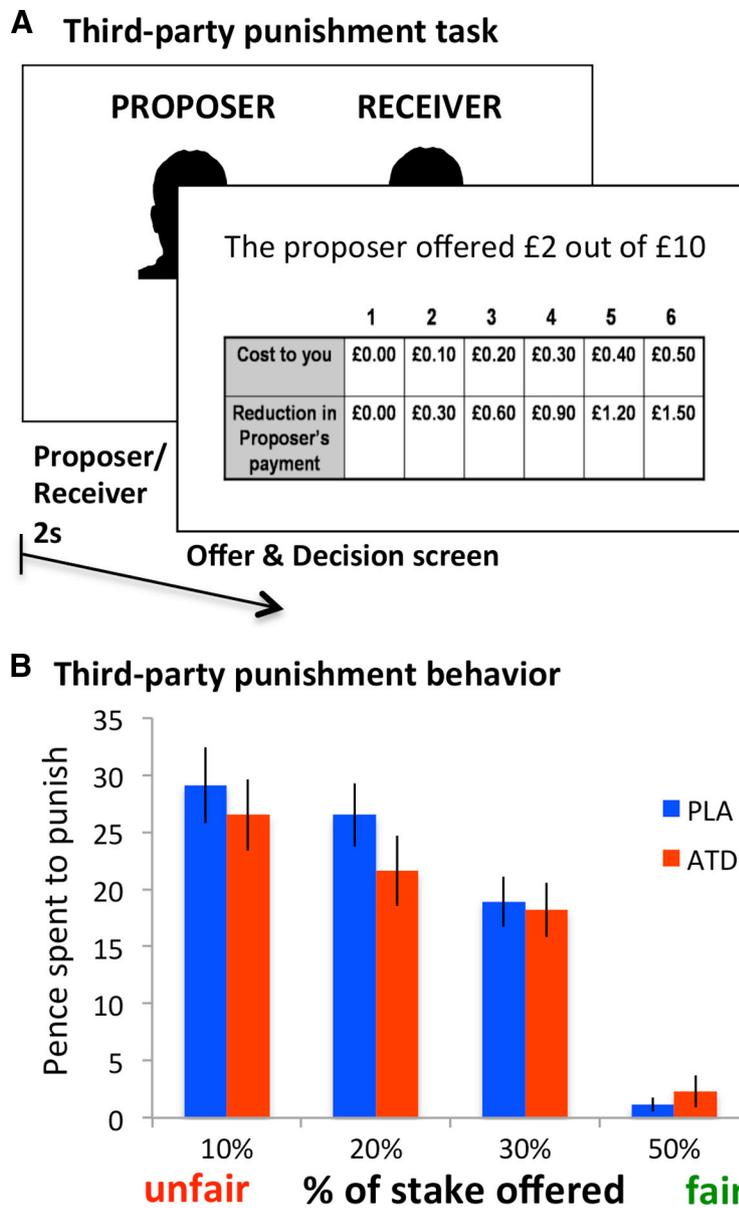 A Third-party punishment task
PROPOSER RECEIVER
The proposer offered £2 out of £10
1 2 3 4 5 6
Cost to you £0.00 £0.10 £0.20 £0.30 £0.40 £0.50
Reduction in £0.00 £0.30 £0.60 £0.90 £1.20 £1.50
Proposer's
payment
Proposer/
Receiver
2s
Offer & Decision screen
B Third-party punishment behavior
Pence spent to punish
35
30
25
20
15
10
5
0
PLA
ATD
10% 20% 30% 50%
unfair % of stake offered fair